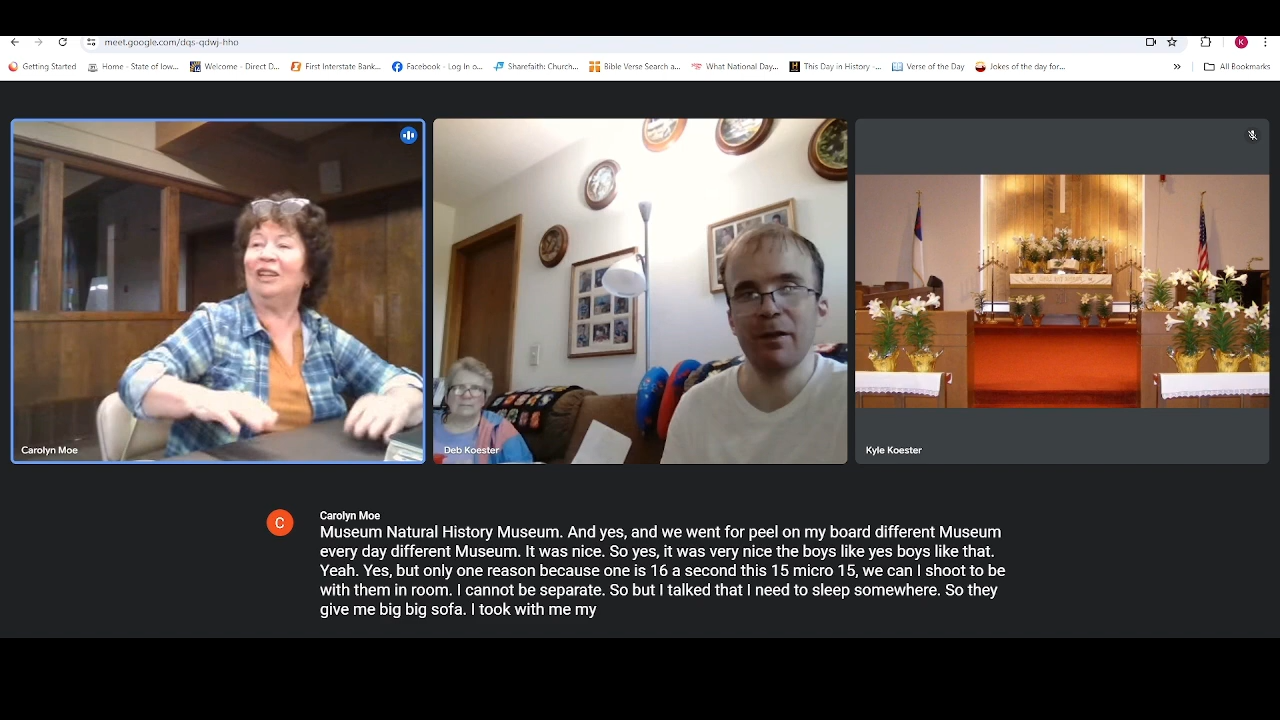 meet.google.com/dqs-qdwj-hho
K
Getting Started
Home - State of Iow...
Welcome - Direct D...
First Interstate Bank...
Facebook - Log In o...
Sharefaith: Church...
Bible Verse Search a...
What National Day...
This Day in History -...
Verse of the Day
Jokes of the day for...
»
All Bookmarks
Carolyn Moe
Deb Koester
Kyle Koester
C
Carolyn Moe
Museum Natural History Museum. And yes, and we went for peel on my board different Museum
every day different Museum. It was nice. So yes, it was very nice the boys like yes boys like that.
Yeah. Yes, but only one reason because one is 16 a second this 15 micro 15, we can I shoot to be
with them in room. I cannot be separate. So but I talked that I need to sleep somewhere. So they
give me big big sofa. I took with me my